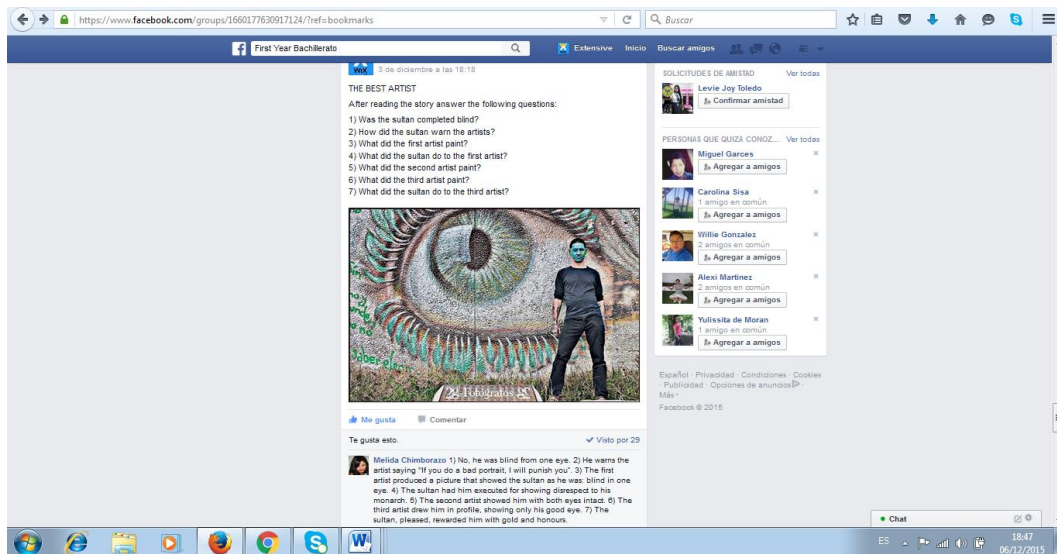 https://www.facebook.com/groups/1660177630917124/?ref=bookmarks
Buscar
First Year Bachillerato
Extensive
Inicio
Buscar amigos
WiX
3 de diciembre a las 18:18
THE BEST ARTIST
After reading the story answer the following questions:
1) Was the sultan completed blind?
2) How did the sultan warn the artists?
3) What did the first artist paint?
4) What did the sultan do to the first artist?
5) What did the second artist paint?
6) What did the third artist paint?
7) What did the sultan do to the third artist?
saber el
2g Fotógrafos 2g
Me gusta
Comentar
Te gusta esto.
Visto por 29
Melida Chimborazo 1) No, he was blind from one eye. 2) He warns the
artist saying "If you do a bad portrait, I will punish you". 3) The first
artist produced a picture that showed the sultan as he was: blind in one
eye. 4) The sultan had him executed for showing disrespect to his
monarch. 5) The second artist showed him with both eyes intact. 6) The
third artist drew him in profile, showing only his good eye. 7) The
sultan, pleased, rewarded him with gold and honours.
SOLICITUDES DE AMISTAD
Ver todas
Levie Joy Toledo
Confirmar amistad
PERSONAS QUE QUIZÁ CONOZ...
Ver todas
Miguel Garces
Agregar a amigos
Carolina Sisa
1 amigo en común
Agregar a amigos
Willie Gonzalez
2 amigos en común
Agregar a amigos
Alexi Martinez
2 amigos en común
Agregar a amigos
Yulissita de Moran
1 amigo en común
Agregar a amigos
Español · Privacidad · Condiciones · Cookies
· Publicidad · Opciones de anuncios ·
Más ·
Facebook © 2015
Chat
ES
18:47
06/12/2015